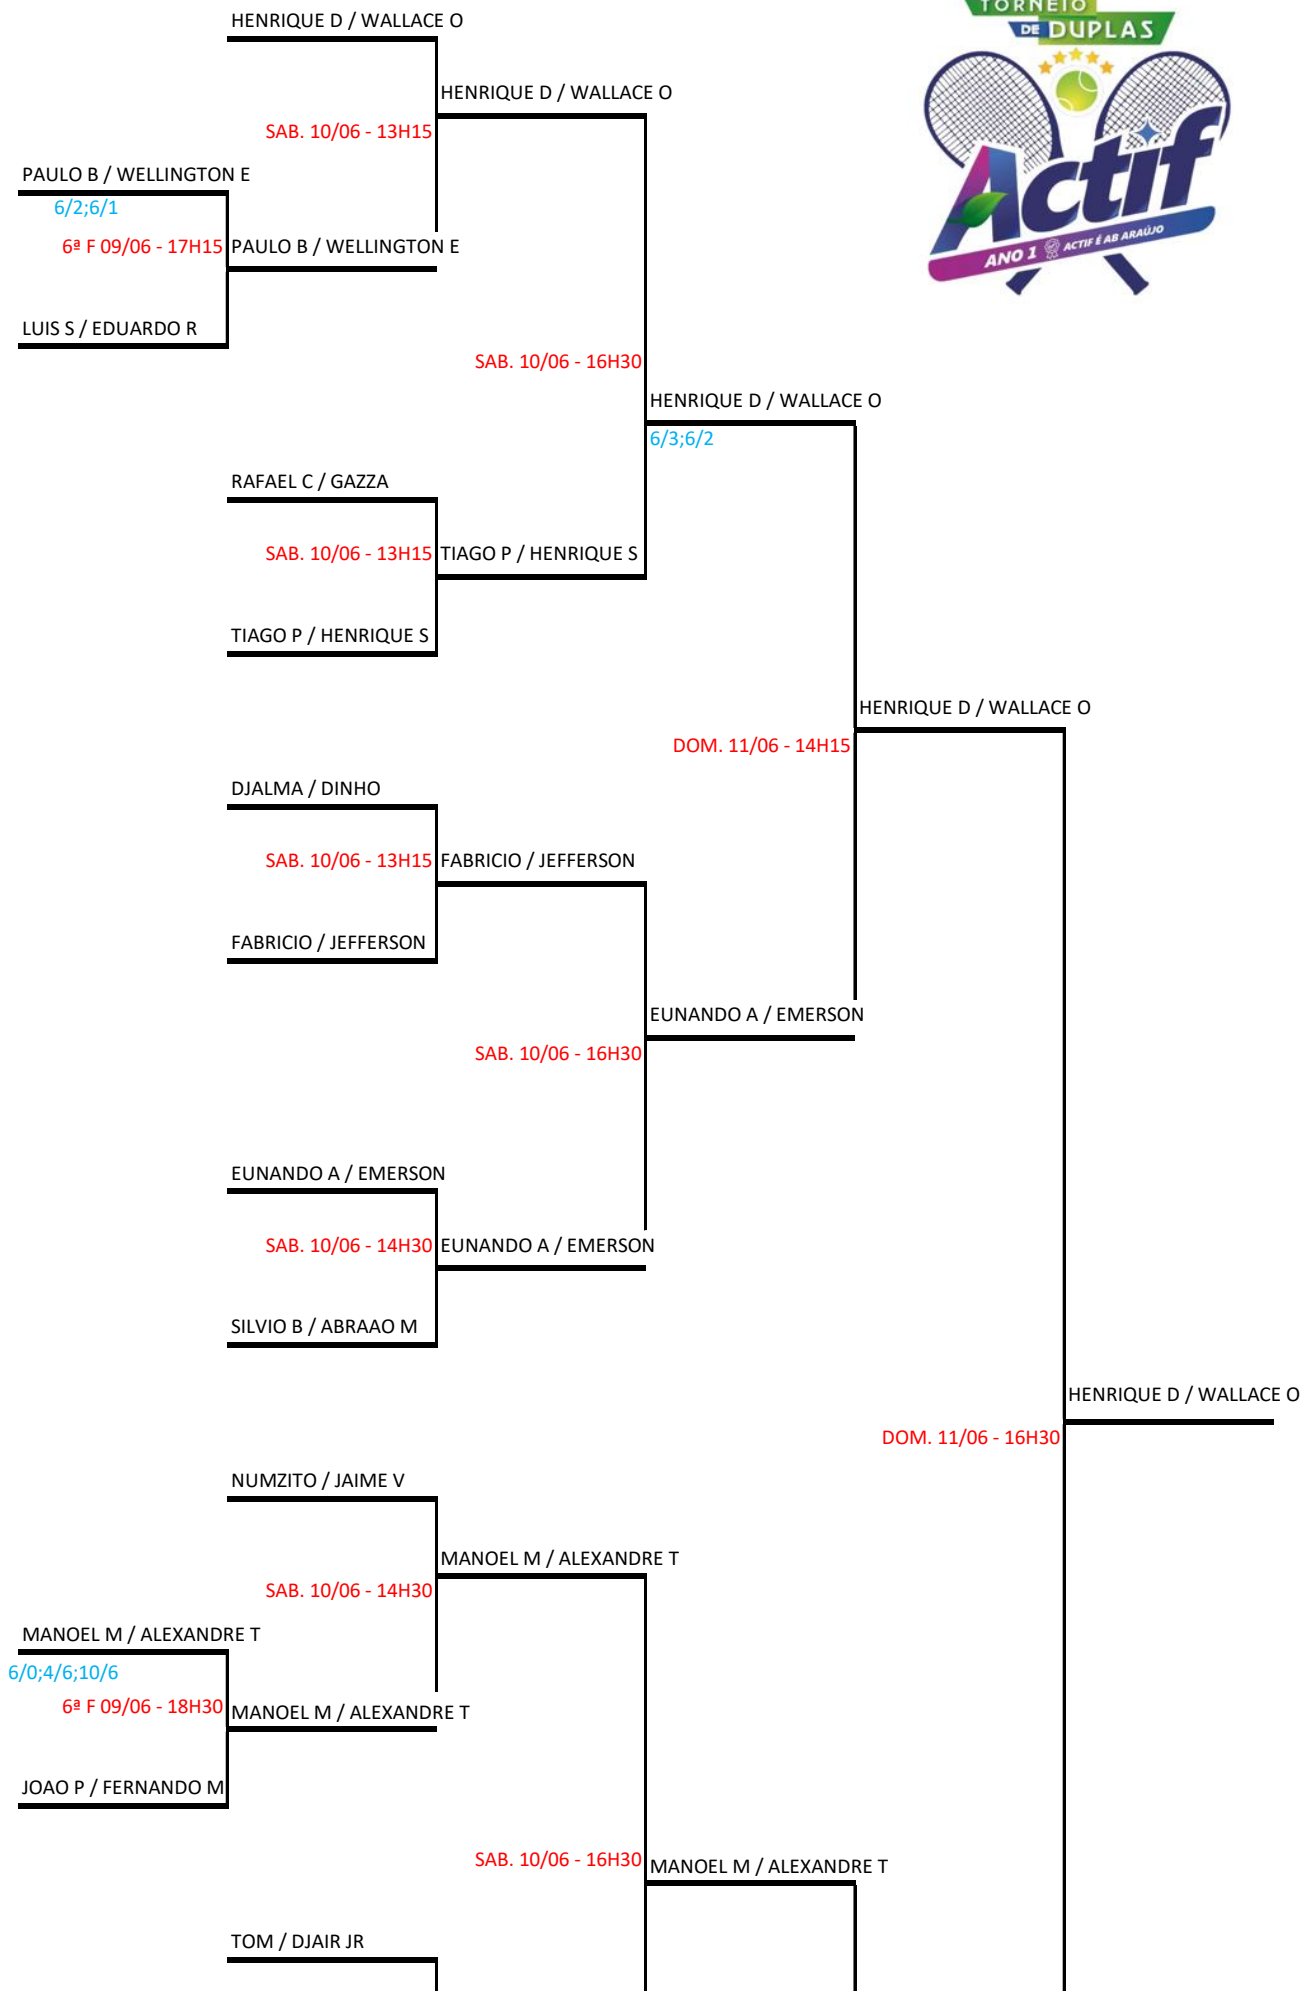 TORNEIO
DE DUPLAS
Actif
ANO 1 ACTIF É AB ARAÚJO
HENRIQUE D / WALLACE O
HENRIQUE D / WALLACE O
SAB. 10/06 - 13H15
PAULO B / WELLINGTON E
6/2;6/1
6ª F 09/06 - 17H15
PAULO B / WELLINGTON E
LUIS S / EDUARDO R
SAB. 10/06 - 16H30
HENRIQUE D / WALLACE O
6/3;6/2
RAFAEL C / GAZZA
SAB. 10/06 - 13H15
TIAGO P / HENRIQUE S
TIAGO P / HENRIQUE S
HENRIQUE D / WALLACE O
DOM. 11/06 - 14H15
DJALMA / DINHO
SAB. 10/06 - 13H15
FABRICIO / JEFFERSON
FABRICIO / JEFFERSON
EUNANDO A / EMERSON
SAB. 10/06 - 16H30
EUNANDO A / EMERSON
SAB. 10/06 - 14H30
EUNANDO A / EMERSON
SILVIO B / ABRAAO M
HENRIQUE D / WALLACE O
DOM. 11/06 - 16H30
NUMZITO / JAIME V
MANOEL M / ALEXANDRE T
SAB. 10/06 - 14H30
MANOEL M / ALEXANDRE T
6/0;4/6;10/6
6ª F 09/06 - 18H30
MANOEL M / ALEXANDRE T
JOAO P / FERNANDO M
SAB. 10/06 - 16H30
MANOEL M / ALEXANDRE T
TOM / DJAIR JR